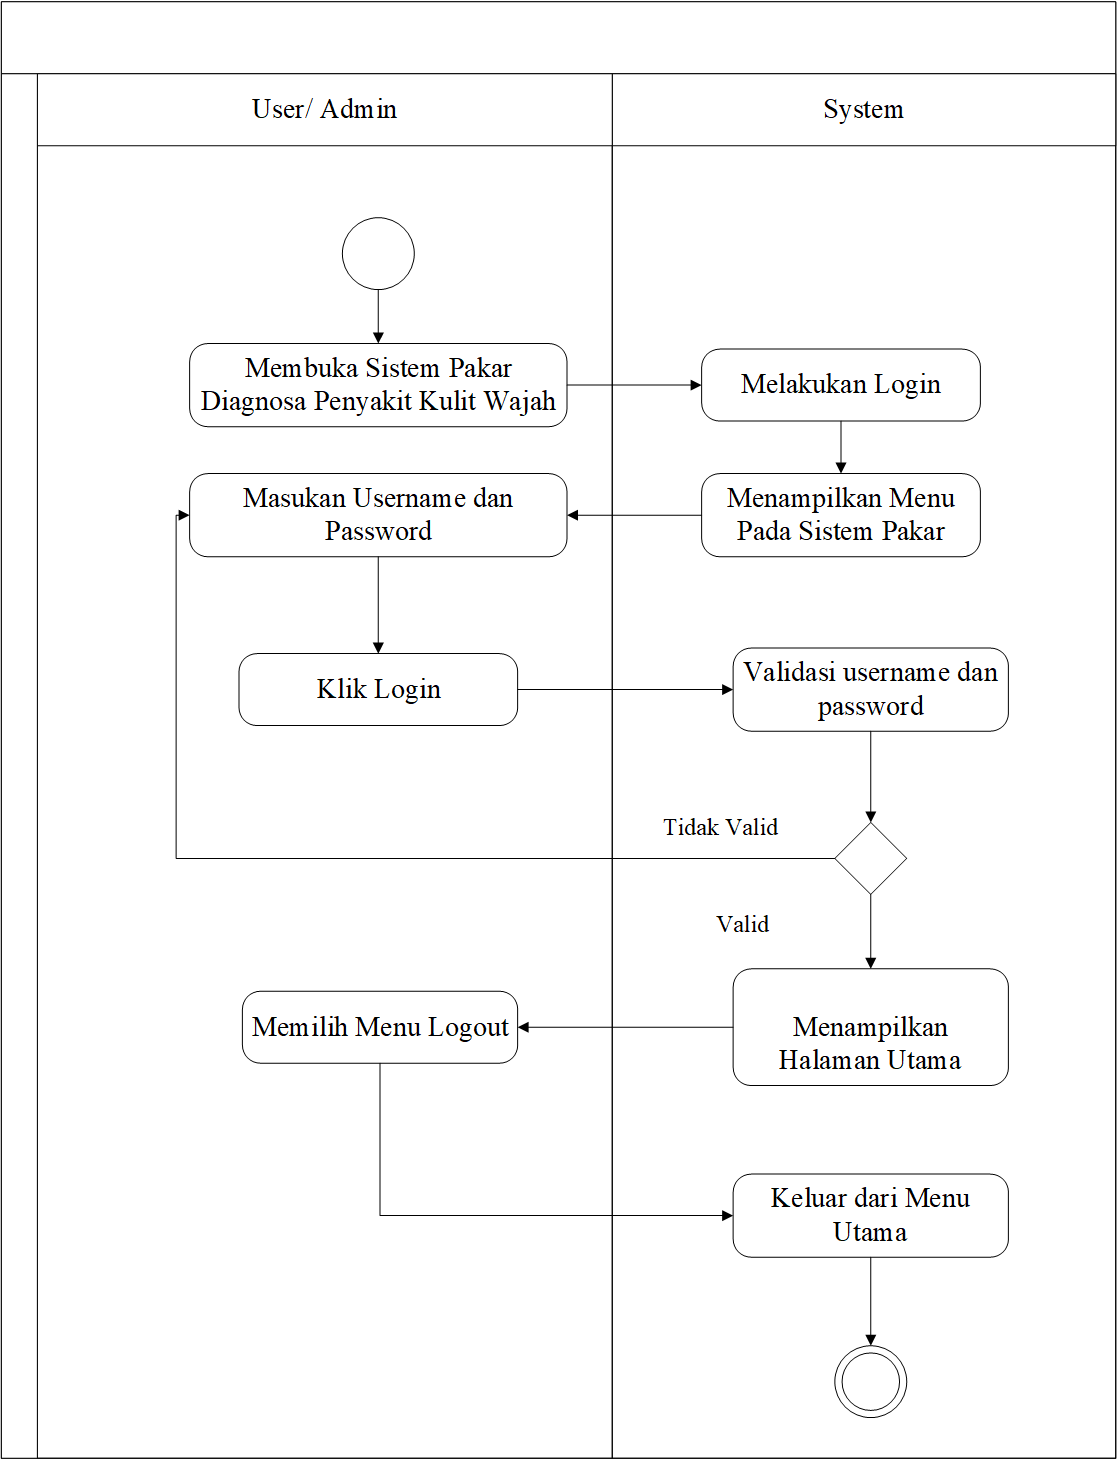 User/ Admin
System
Membuka Sistem Pakar
Diagnosa Penyakit Kulit Wajah
Melakukan Login
Masukan Username dan
Password
Menampilkan Menu
Pada Sistem Pakar
Klik Login
Validasi username dan
password
Tidak Valid
Valid
Memilih Menu Logout
Menampilkan
Halaman Utama
Keluar dari Menu
Utama